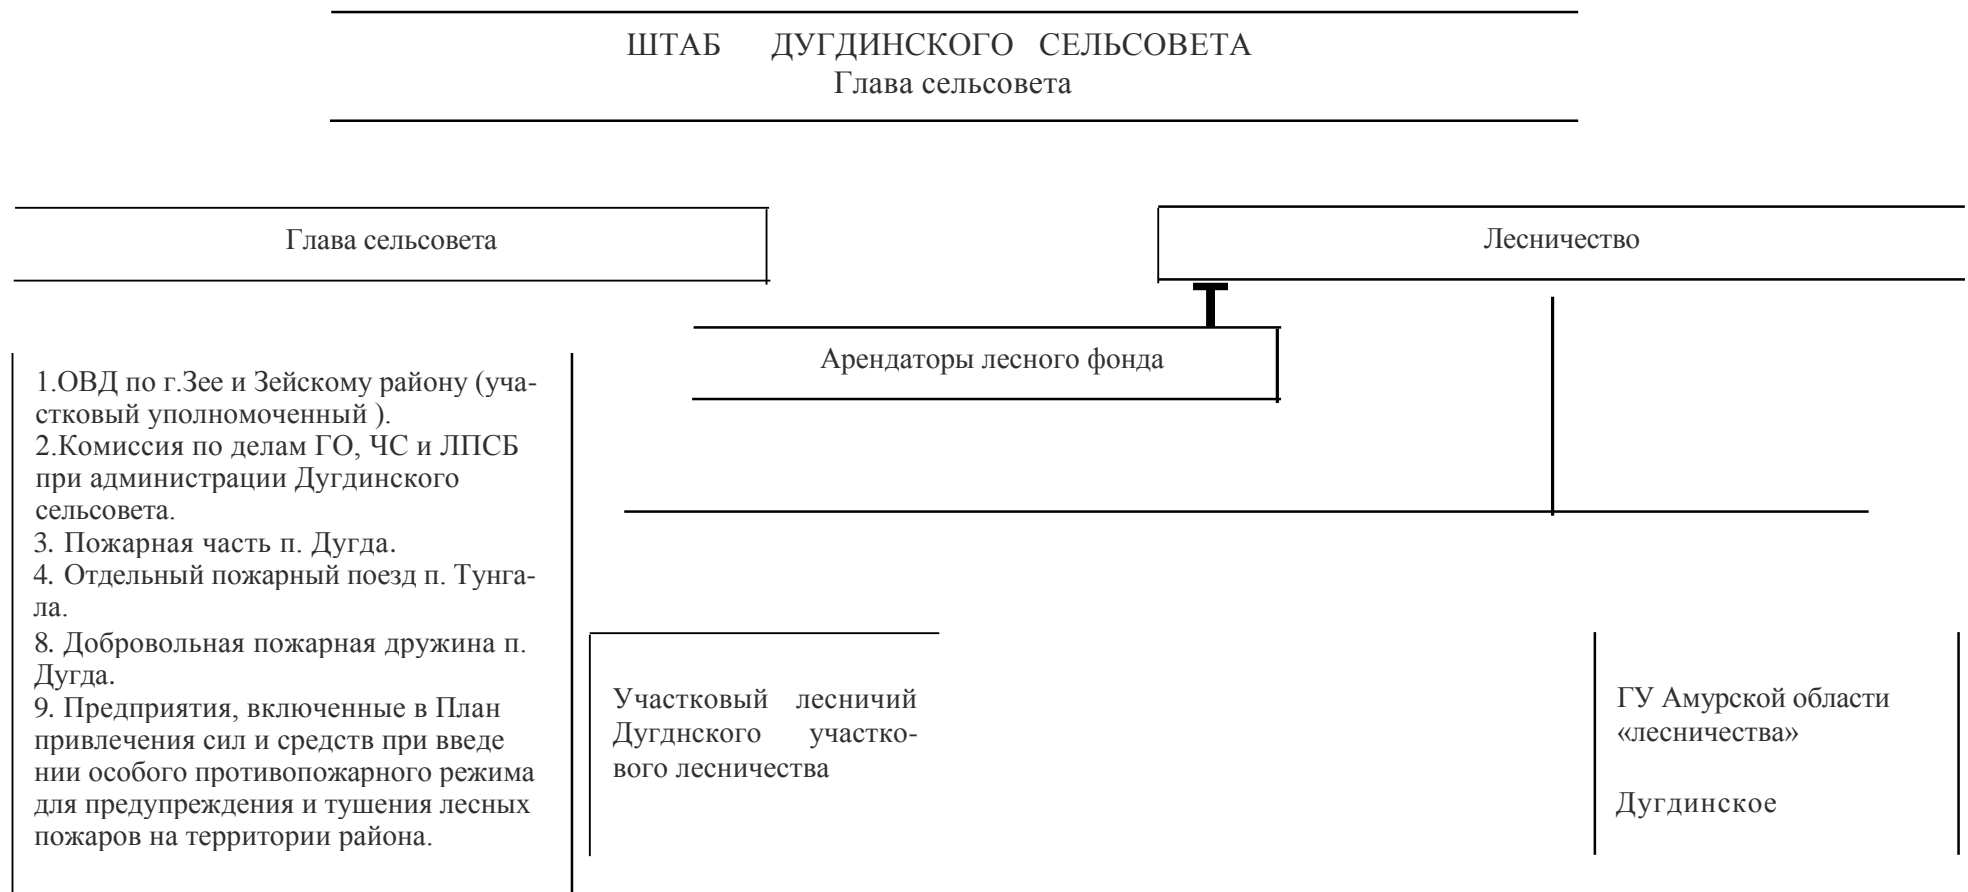 ШТАБ ДУГДИНСКОГО СЕЛЬСОВЕТА
Глава сельсовета
Глава сельсовета
Лесничество
Арендаторы лесного фонда
1.ОВД по г.Зее и Зейскому району (уча-
стковый уполномоченный ).
2.Комиссия по делам ГО, ЧС и ЛПСБ
при администрации Дугдинского
сельсовета.
3. Пожарная часть п. Дугда.
4. Отдельный пожарный поезд п. Тунга-
ла.
8. Добровольная пожарная дружина п.
Дугда.
9. Предприятия, включенные в План
привлечения сил и средств при введе
нии особого противопожарного режима
для предупреждения и тушения лесных
пожаров на территории района.
Участковый лесничий
Дугднского участко-
вого лесничества
ГУ Амурской области
«лесничества»
Дугдинское